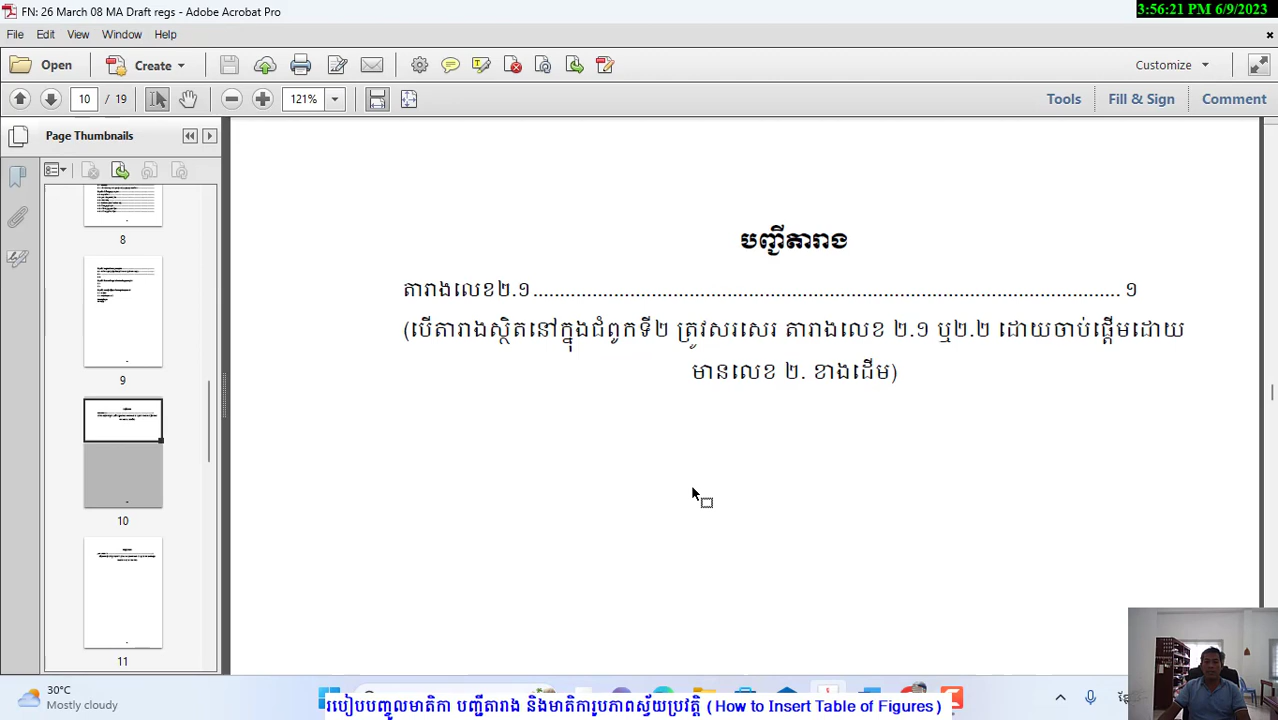 FN: 26 March 08 MA Draft regs - Adobe Acrobat Pro
3:56:21 PM 6/9/2023
File Edit View Window Help
Open Create Customize
10 / 19 121% Tools Fill & Sign Comment
Page Thumbnails
8
9
10
11
បញ្ជីតារាង
តារាងលេខ២.១.......................................................................................................... ១
(បើតារាងស្ថិតនៅក្នុងជំពូកទី២ ត្រូវសរសេរ តារាងលេខ ២.១ ឬ២.២ ដោយចាប់ផ្ដើមដោយ
មានលេខ ២. ខាងដើម)
30°C
Mostly cloudy
របៀបបញ្ចូលមាតិកា បញ្ជីតារាង និងមាតិការូបភាពស្វ័យប្រវត្តិ ( How to Insert Table of Figures )